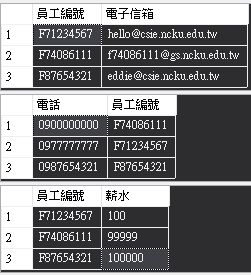 員工編號 電子信箱
1 F71234567 hello@csie.ncku.edu.tw
2 F74086111 f74086111@gs.ncku.edu.tw
3 F87654321 eddie@csie.ncku.edu.tw
電話 員工編號
1 0900000000 F74086111
2 0977777777 F71234567
3 0987654321 F87654321
員工編號 薪水
1 F71234567 100
2 F74086111 99999
3 F87654321 100000